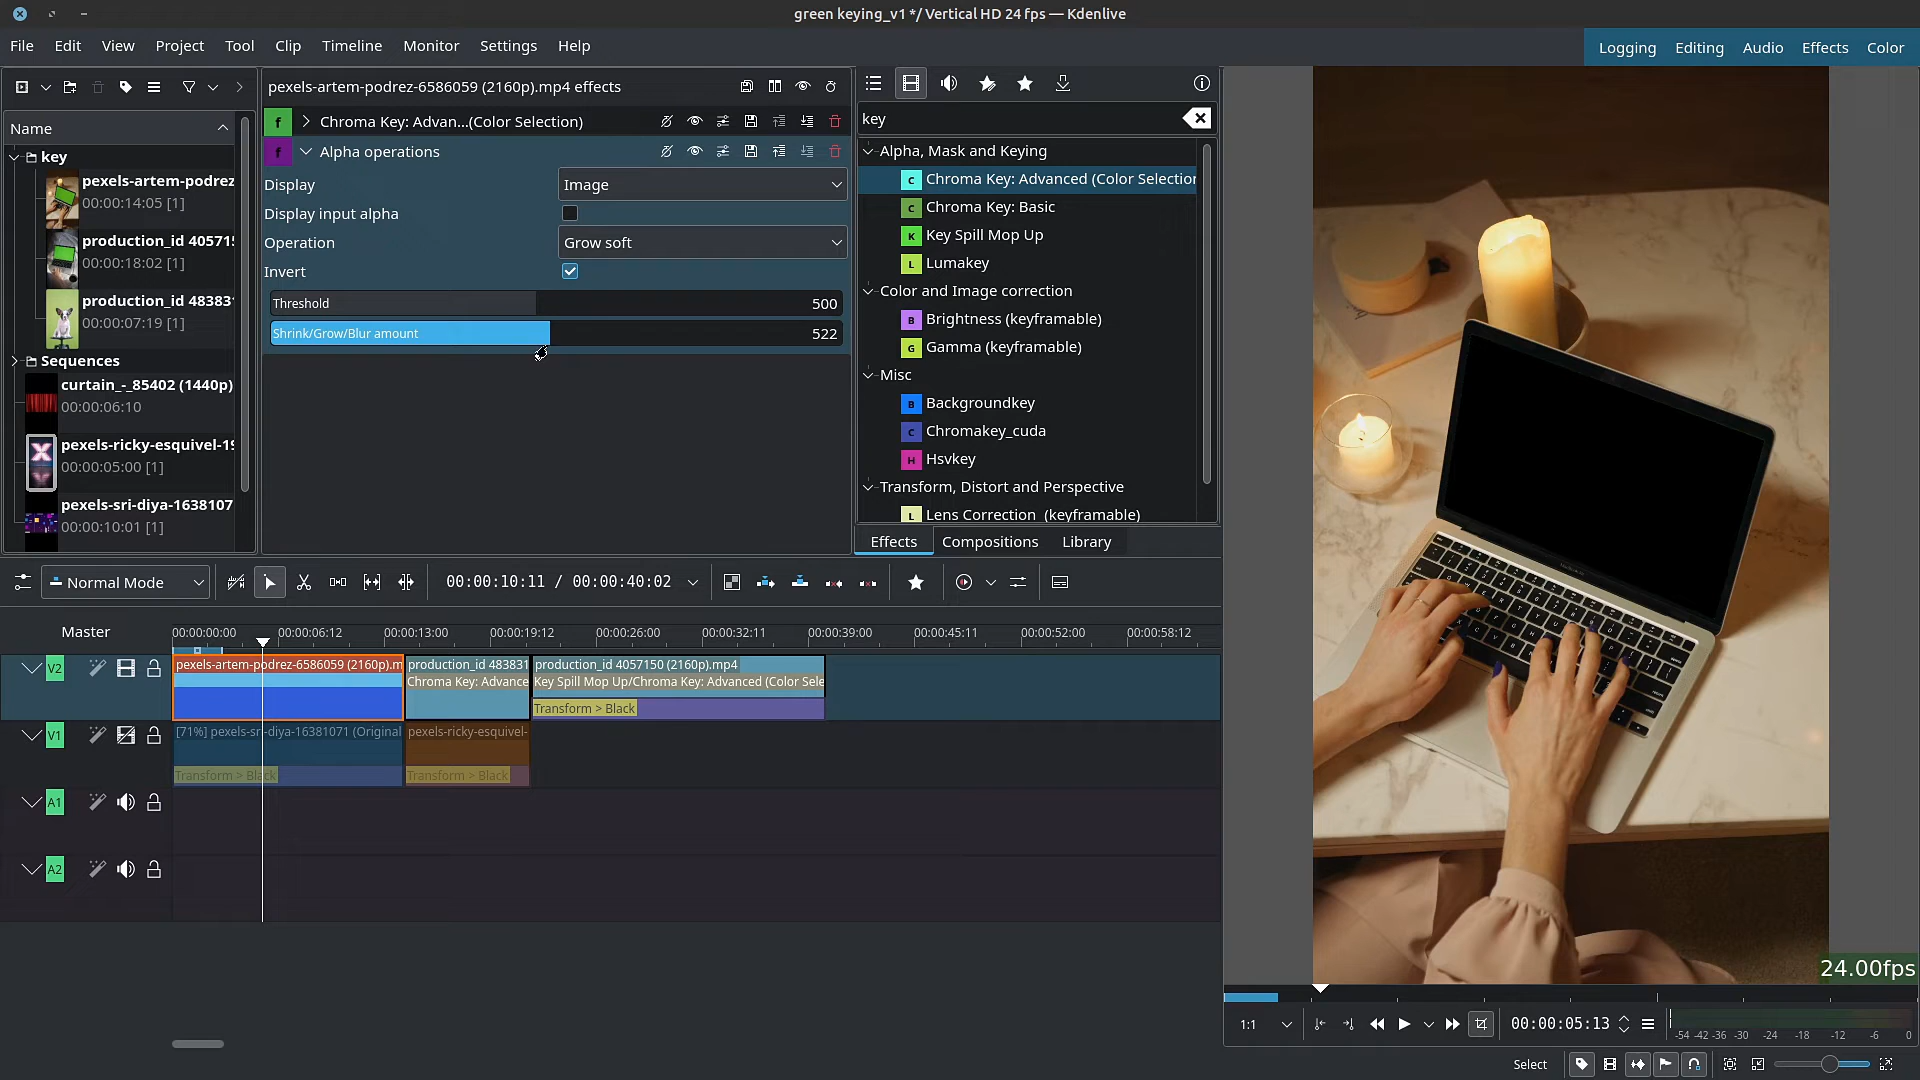 green keying_v1 */ Vertical HD 24 fps — Kdenlive
File Edit View Project Tool Clip Timeline Monitor Settings Help
Logging Editing Audio Effects Color
Name
key
pexels-artem-podrez
00:00:14:05 [1]
production_id 405715
00:00:18:02 [1]
production_id 483831
00:00:07:19 [1]
Sequences
curtain_-_85402 (1440p)
00:00:06:10
pexels-ricky-esquivel-19
00:00:05:00 [1]
pexels-sri-diya-1638107
00:00:10:01 [1]
pexels-artem-podrez-6586059 (2160p).mp4 effects
f Chroma Key: Advan...(Color Selection)
f Alpha operations
Display Image
Display input alpha
Operation Grow soft
Invert
Threshold 500
Shrink/Grow/Blur amount 522
key
Alpha, Mask and Keying
C Chroma Key: Advanced (Color Selection
C Chroma Key: Basic
K Key Spill Mop Up
L Lumakey
Color and Image correction
B Brightness (keyframable)
G Gamma (keyframable)
Misc
B Backgroundkey
C Chromakey_cuda
H Hsvkey
Transform, Distort and Perspective
L Lens Correction (keyframable)
Effects Compositions Library
Normal Mode
00:00:10:11 / 00:00:40:02
Master
00:00:00:00 00:00:06:12 00:00:13:00 00:00:19:12 00:00:26:00 00:00:32:11 00:00:39:00 00:00:45:11 00:00:52:00 00:00:58:12
V2
pexels-artem-podrez-6586059 (2160p).m
production_id 483831
Chroma Key: Advance
production_id 4057150 (2160p).mp4
Key Spill Mop Up/Chroma Key: Advanced (Color Sele
Transform > Black
V1
[71%] pexels-sri-diya-16381071 (Original
Transform > Black
pexels-ricky-esquivel-
Transform > Black
A1
A2
24.00fps
1:1
00:00:05:13
-54 -42 -36 -30 -24 -18 -12 -6 0
Select